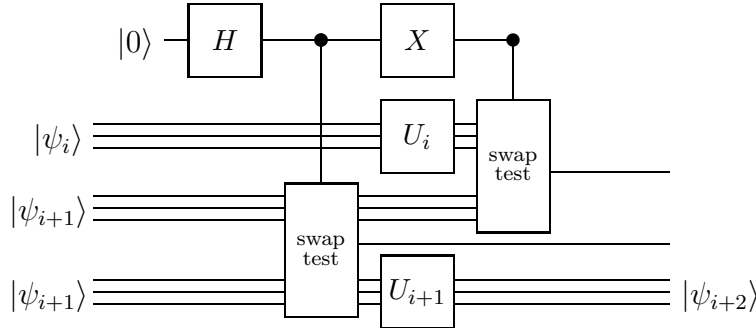 |0⟩ H X
|ψ_i⟩ U_i swap test
|ψ_{i+1}⟩
swap test
|ψ_{i+1}⟩ U_{i+1} |ψ_{i+2}⟩